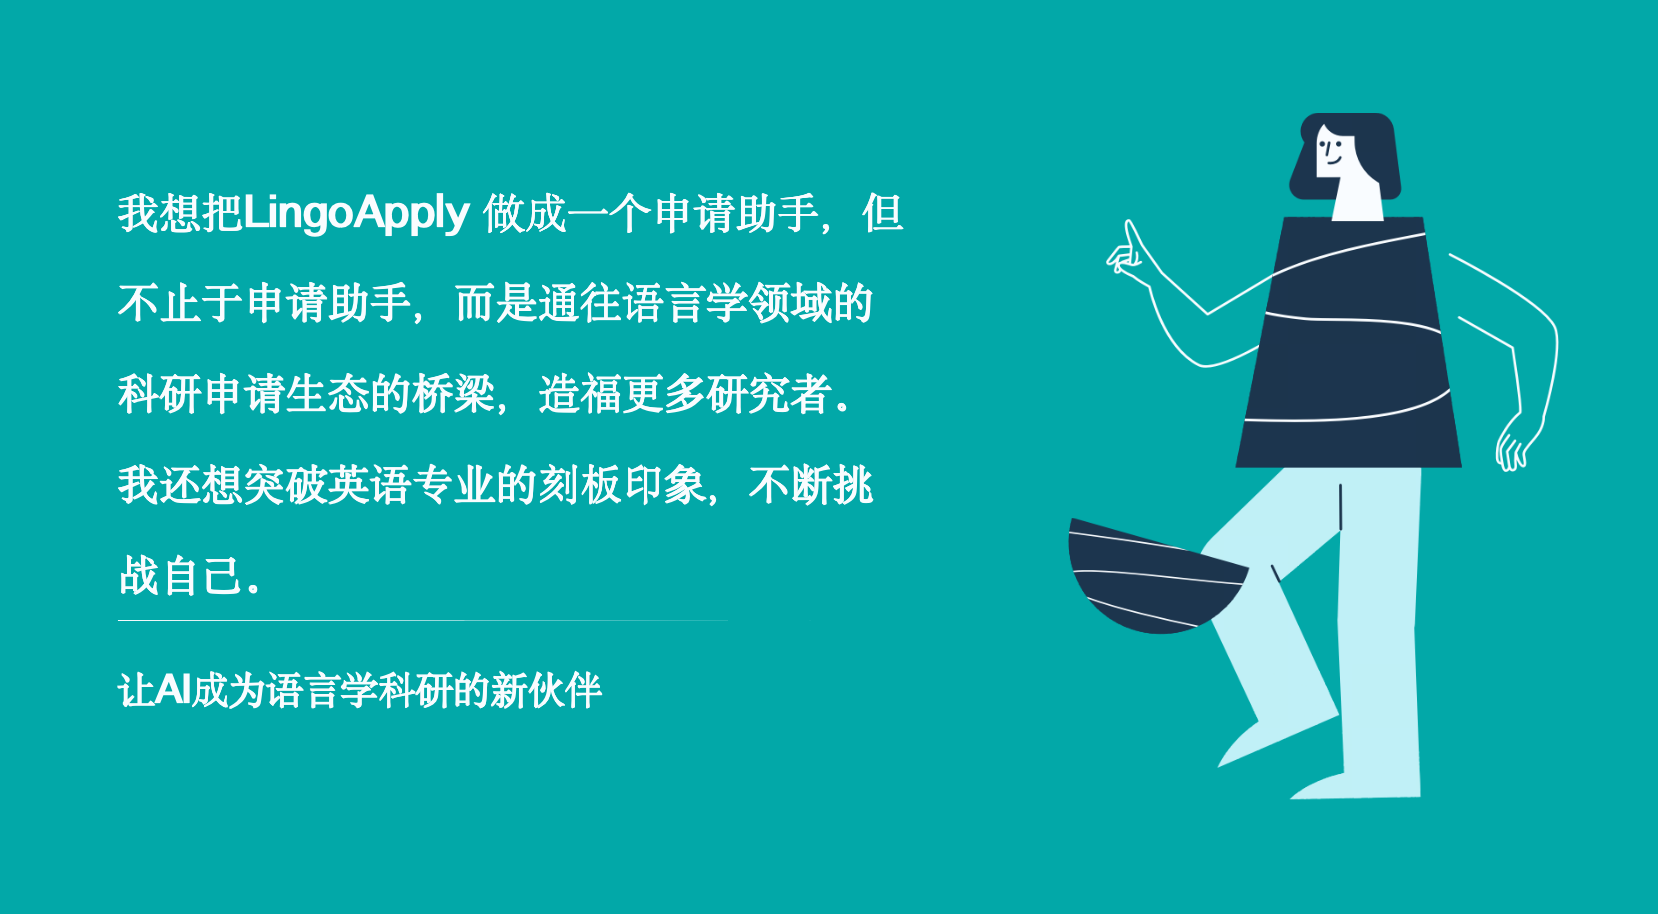 我想把LingoApply 做成一个申请助手，但
不止于申请助手，而是通往语言学领域的
科研申请生态的桥梁，造福更多研究者。
我还想突破英语专业的刻板印象，不断挑
战自己。
让AI成为语言学科研的新伙伴